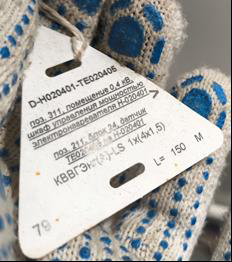 D-H020401-TE020405
поз. 311, помещение 0,4 кВ,
шкаф управления мощностью
электронагревателя Н-020401
поз. 211, блок 34, датчик
TE020405 на Н-020401
КВВГЭнг(А)-LS 1х(4х1,5)
L= 150 М
79